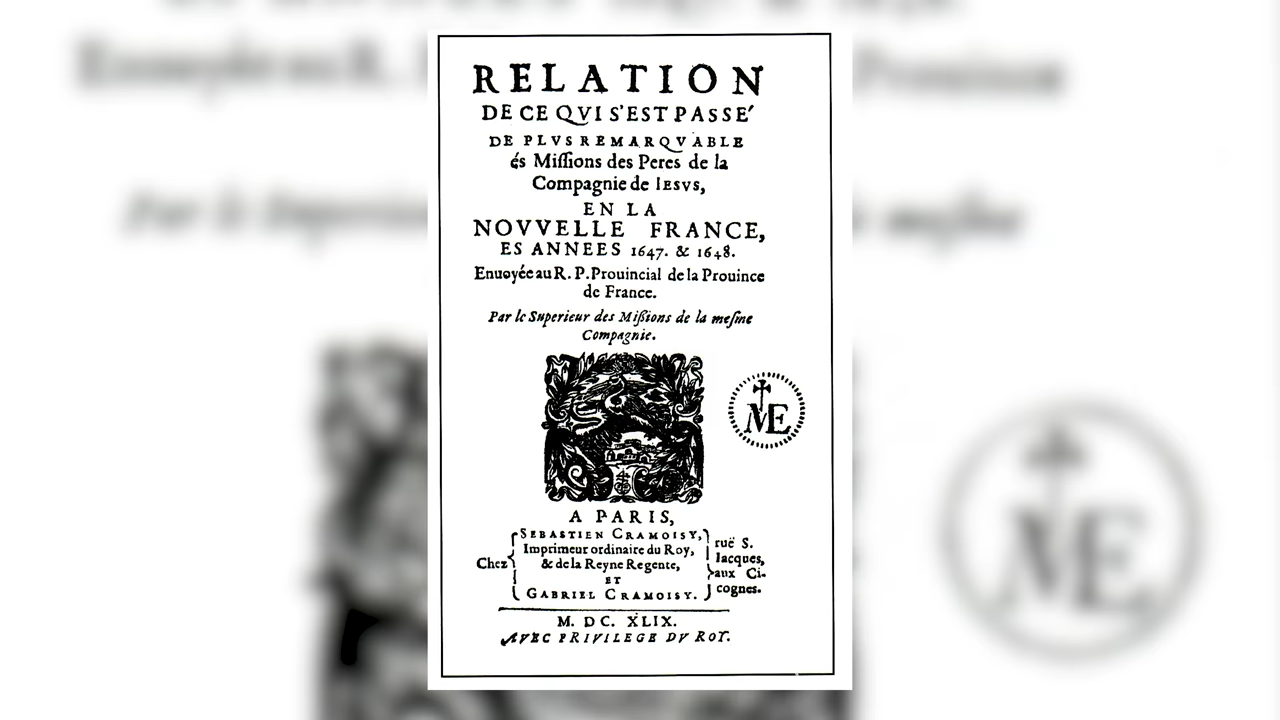 RELATION
DE CE QVI S'EST PASSE'
DE PLVS REMARQVABLE
és Miſſions des Peres de la
Compagnie de IESVS,
EN LA
NOVVELLE FRANCE,
ES ANNEES 1647. & 1648.
Enuoyée au R. P. Prouincial de la Prouince
de France.
Par le Superieur des Miſsions de la meſme
Compagnie.
ME
A PARIS,
Chez
SEBASTIEN CRAMOISY,
Imprimeur ordinaire du Roy,
& de la Reyne Regente,
ET
GABRIEL CRAMOISY.
ruë S.
Iacques,
aux Ci-
cognes.
M. DC. XLIX.
AVEC PRIVILEGE DV ROY.